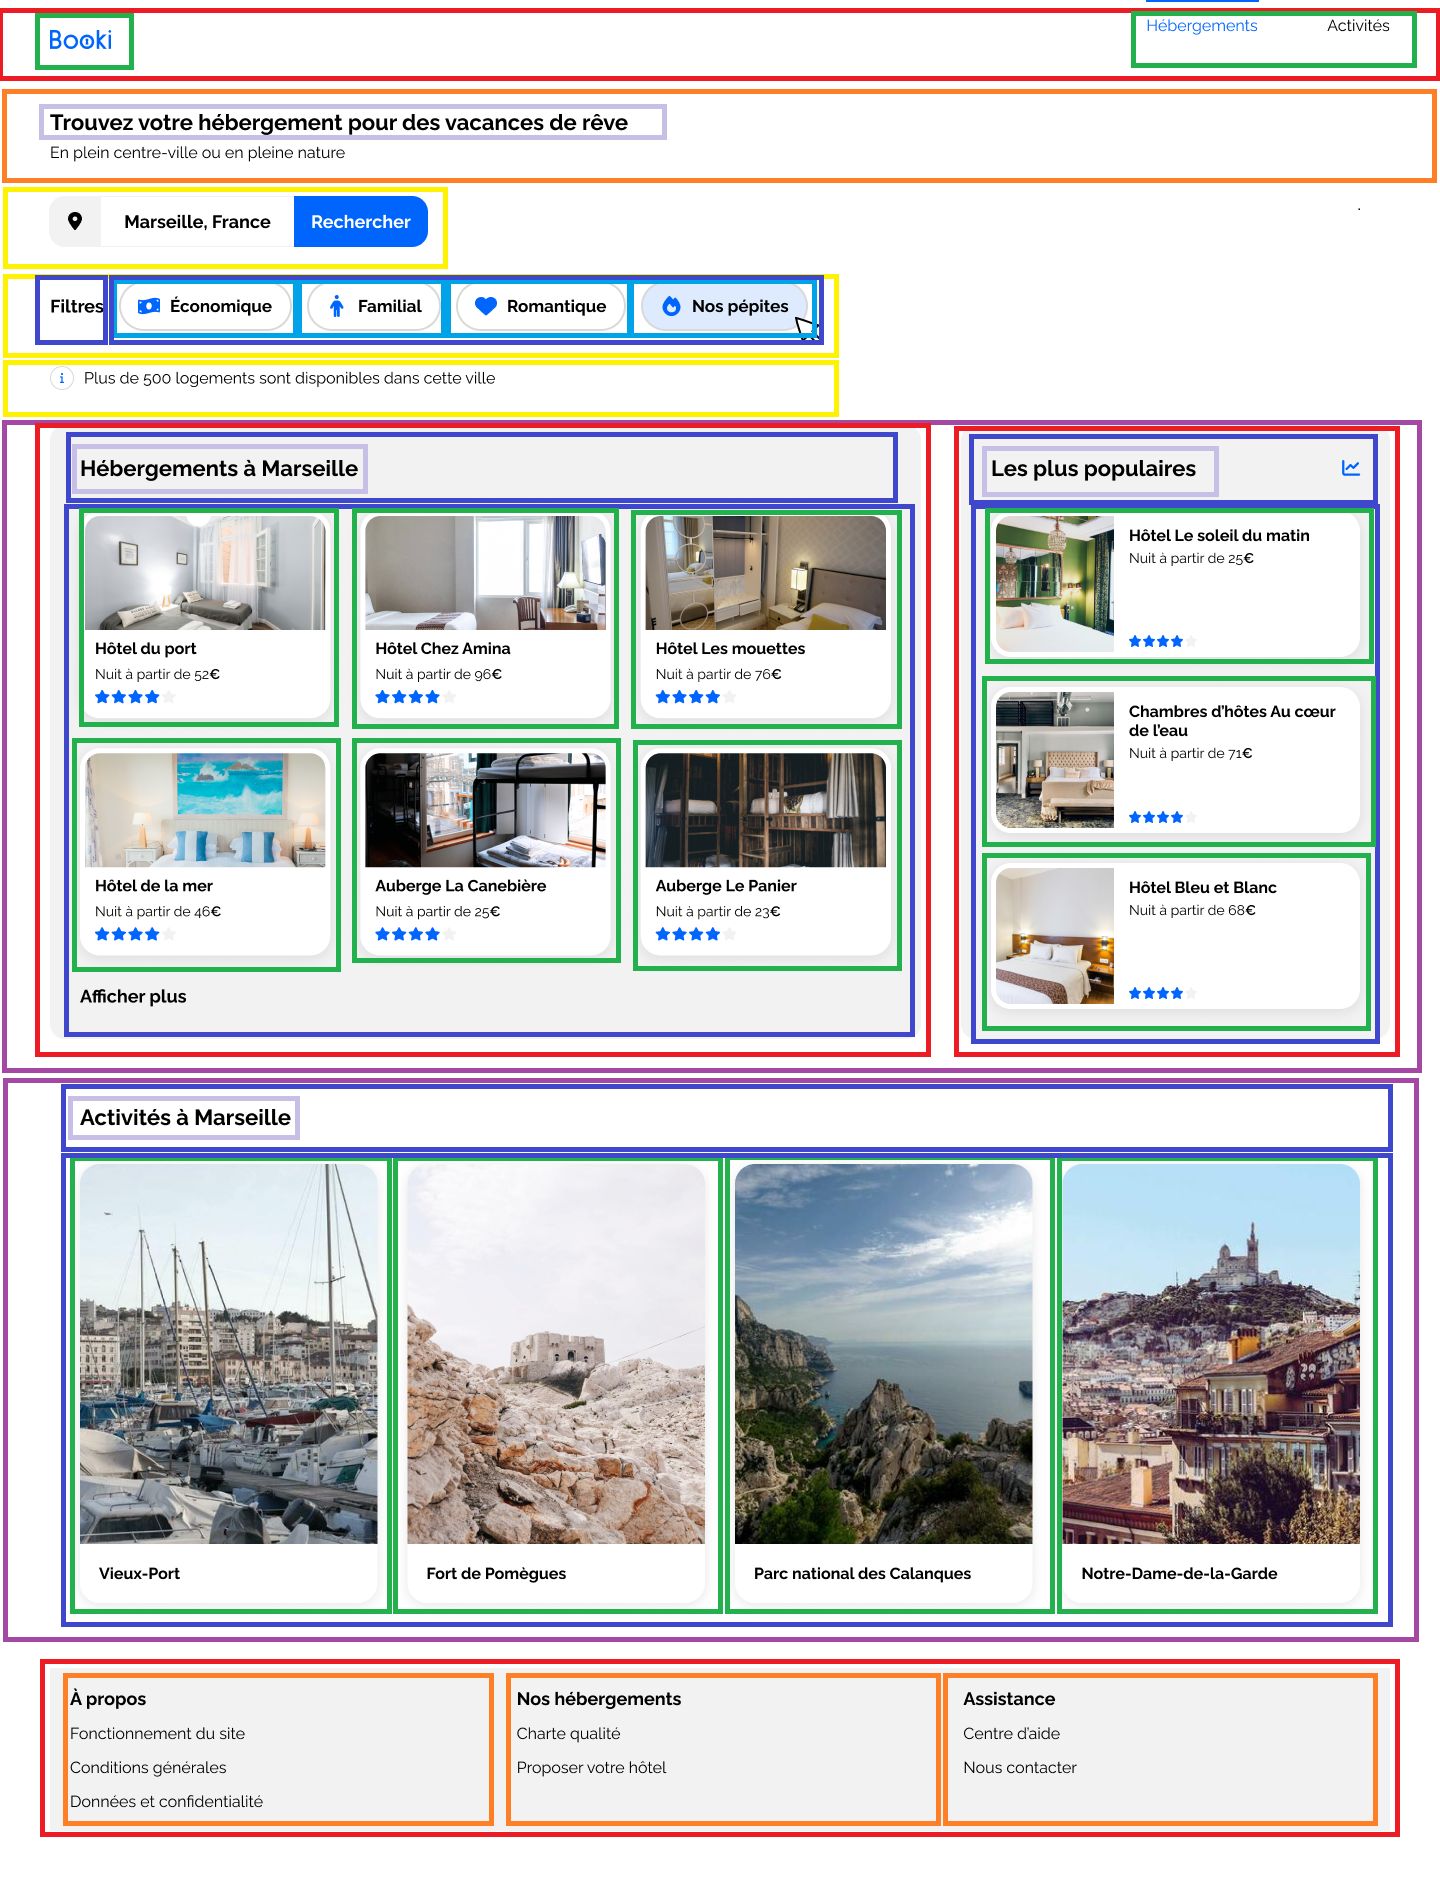 Booki
Hébergements
Activités
Trouvez votre hébergement pour des vacances de rêve
En plein centre-ville ou en pleine nature
Marseille, France
Rechercher
Filtres
Économique
Familial
Romantique
Nos pépites
Plus de 500 logements sont disponibles dans cette ville
Hébergements à Marseille
Hôtel du port
Nuit à partir de 52€
Hôtel Chez Amina
Nuit à partir de 96€
Hôtel Les mouettes
Nuit à partir de 76€
Hôtel de la mer
Nuit à partir de 46€
Auberge La Canebière
Nuit à partir de 25€
Auberge Le Panier
Nuit à partir de 23€
Afficher plus
Les plus populaires
Hôtel Le soleil du matin
Nuit à partir de 25€
Chambres d'hôtes Au cœur
de l'eau
Nuit à partir de 71€
Hôtel Bleu et Blanc
Nuit à partir de 68€
Activités à Marseille
Vieux-Port
Fort de Pomègues
Parc national des Calanques
Notre-Dame-de-la-Garde
À propos
Fonctionnement du site
Conditions générales
Données et confidentialité
Nos hébergements
Charte qualité
Proposer votre hôtel
Assistance
Centre d'aide
Nous contacter